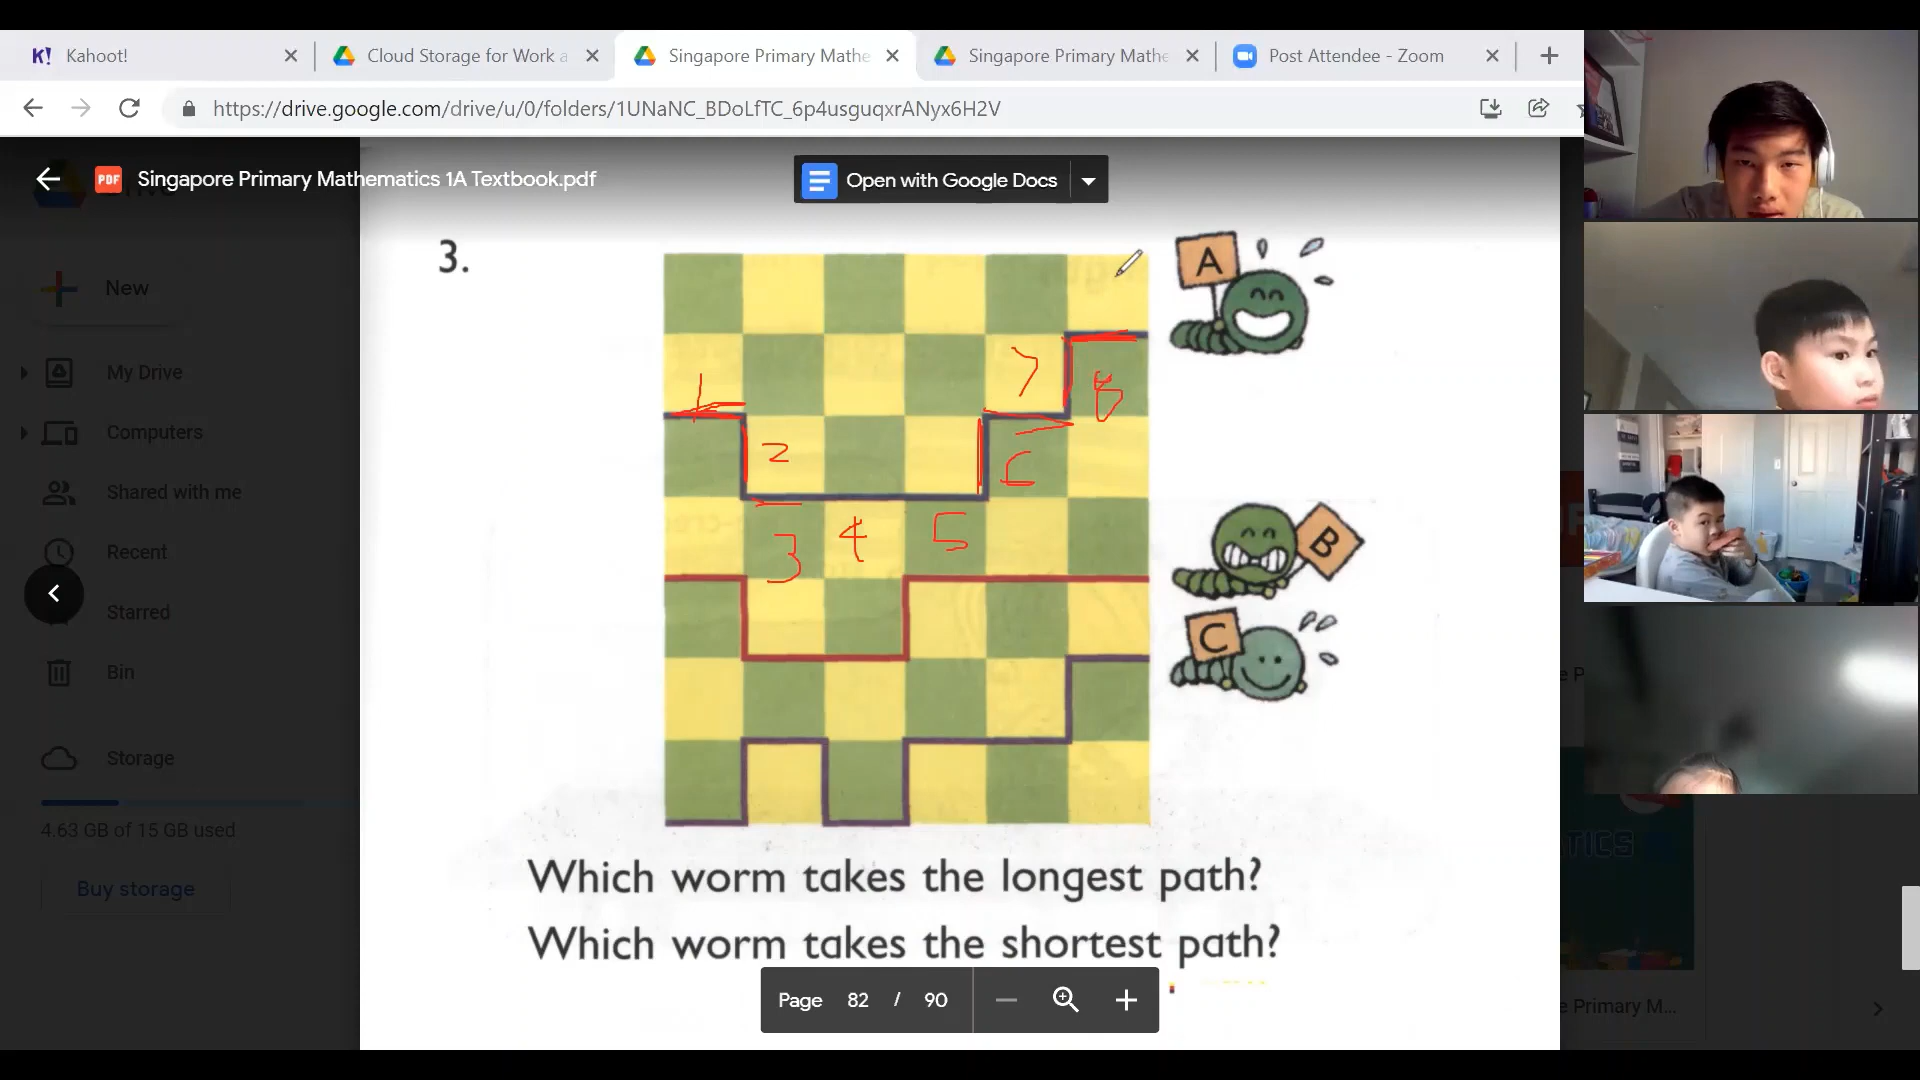 Kahoot!
Cloud Storage for Work a
Singapore Primary Mathe
Singapore Primary Mathe
Post Attendee - Zoom
https://drive.google.com/drive/u/0/folders/1UNaNC_BDoLfTC_6p4usguqxrANyx6H2V
PDF
Singapore Primary Mathematics 1A Textbook.pdf
Open with Google Docs
New
My Drive
Computers
Shared with me
Recent
Starred
Bin
Storage
4.63 GB of 15 GB used
Buy storage
3.
A
1
7
8
2
6
3
4
5
B
C
Which worm takes the longest path?
Which worm takes the shortest path?
Page 82 / 90
e Primary M...